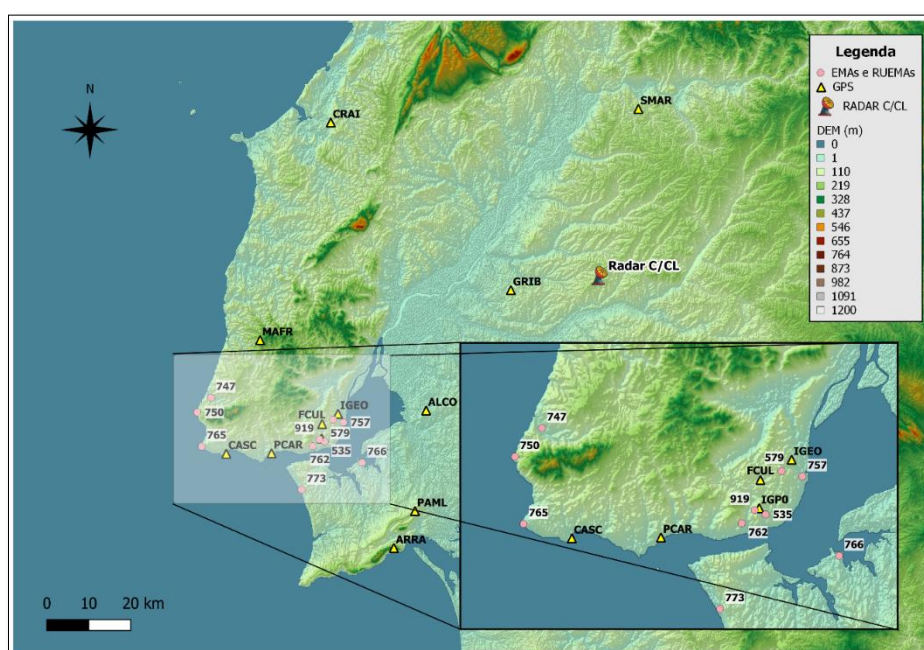 N
CRAI
SMAR
Legenda
EMAs e RUEMAs
GPS
RADAR C/CL
DEM (m)
0
1
110
219
328
437
546
655
764
873
982
1091
1200
Radar C/CL
GRIB
MAFR
747
750
765
CASC
PCAR
FCUL
IGEO
919
579
757
762
535
766
773
ALCO
PAML
ARRA
747
750
765
CASC
PCAR
579
IGEO
FCUL
757
919
IGP0
535
762
766
773
0 10 20 km